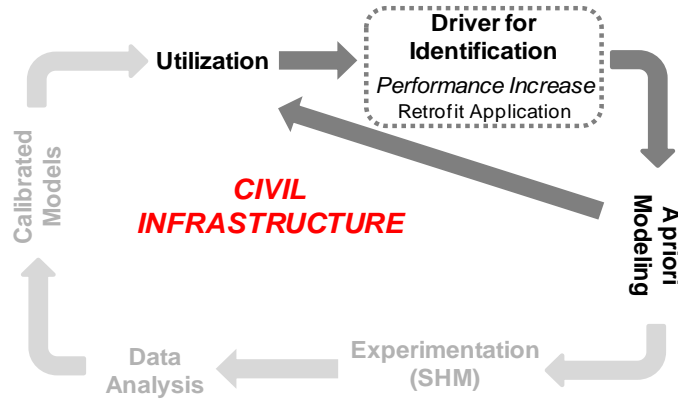 Utilization
Driver for
Identification
Performance Increase
Retrofit Application
A priori
Modeling
Experimentation
(SHM)
Data
Analysis
Calibrated
Models
CIVIL
INFRASTRUCTURE